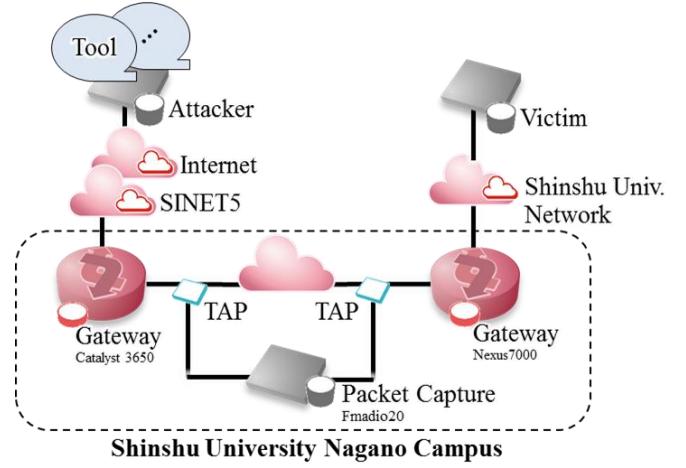 Tool
...
Attacker
Internet
SINET5
Victim
Shinshu Univ.
Network
Gateway
Catalyst 3650
TAP
TAP
Gateway
Nexus7000
Packet Capture
Fmadio20
Shinshu University Nagano Campus